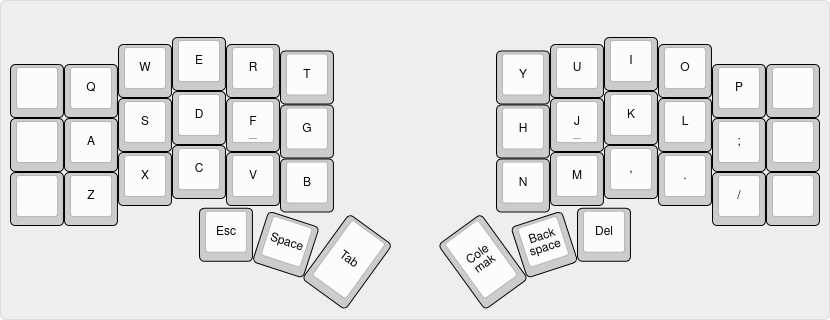 Q W E R T Y U I O P
A S D F G H J K L ;
Z X C V B N M , . /
Esc Space Tab Cole
mak Back
space Del